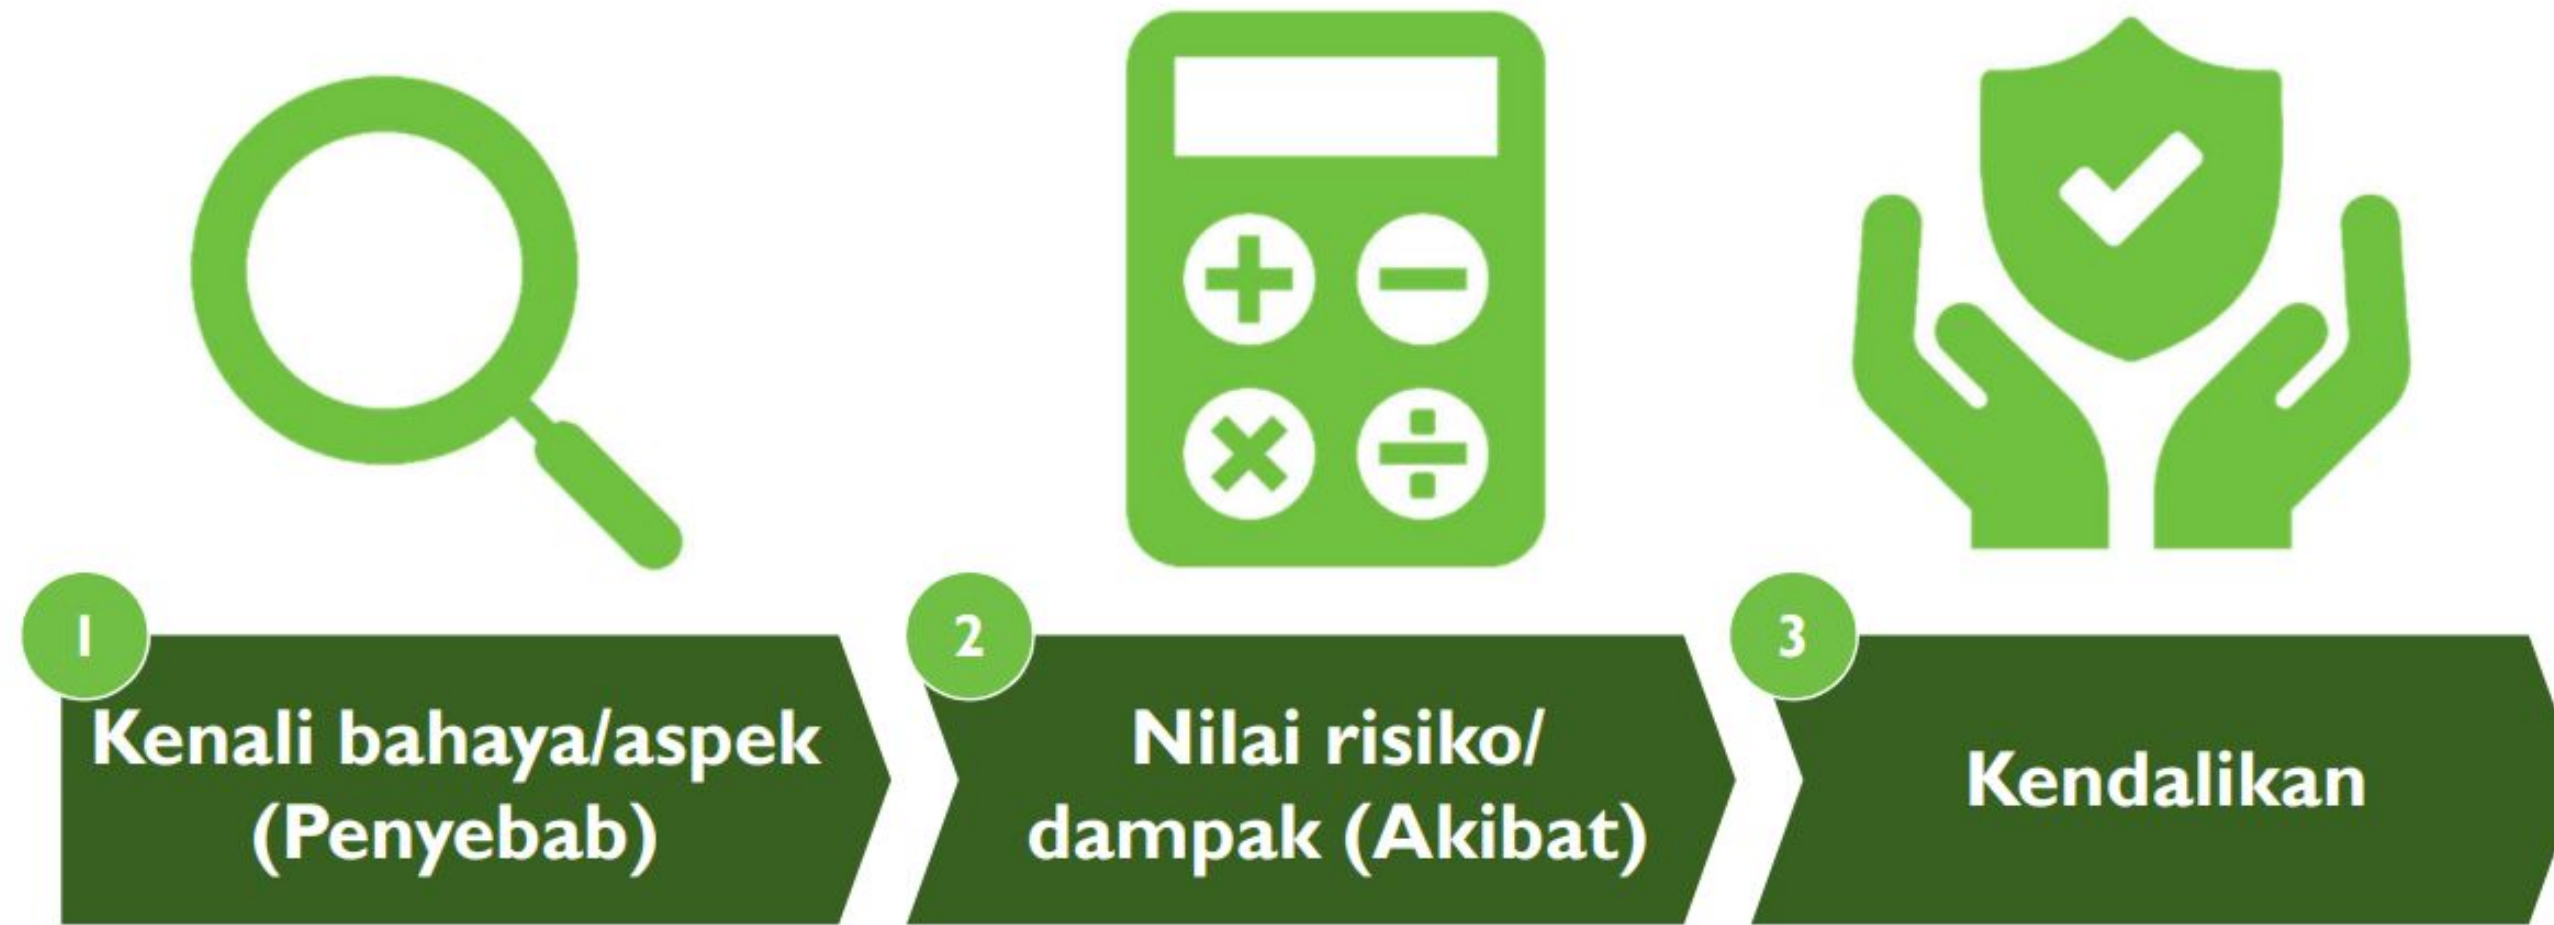 1
Kenali bahaya/aspek
(Penyebab)
2
Nilai risiko/
dampak (Akibat)
3
Kendalikan